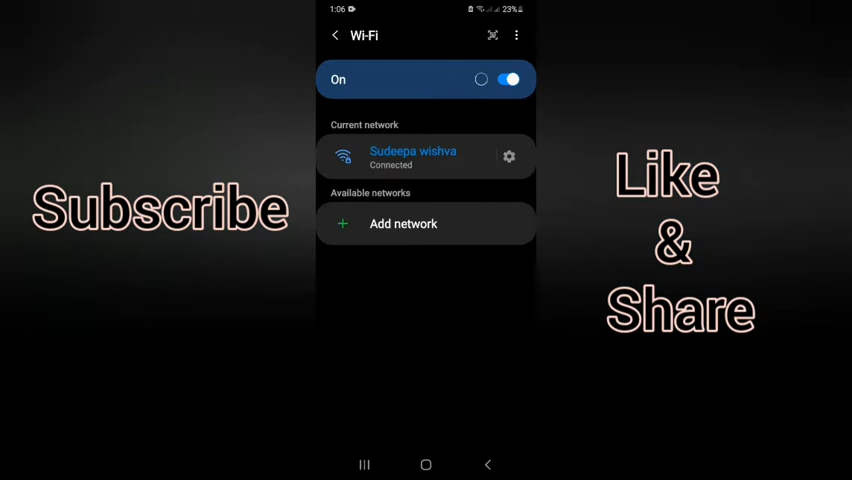 1:06
23%
Wi-Fi
On
Current network
Sudeepa wishva
Connected
Available networks
Add network
Subscribe
Like
&
Share